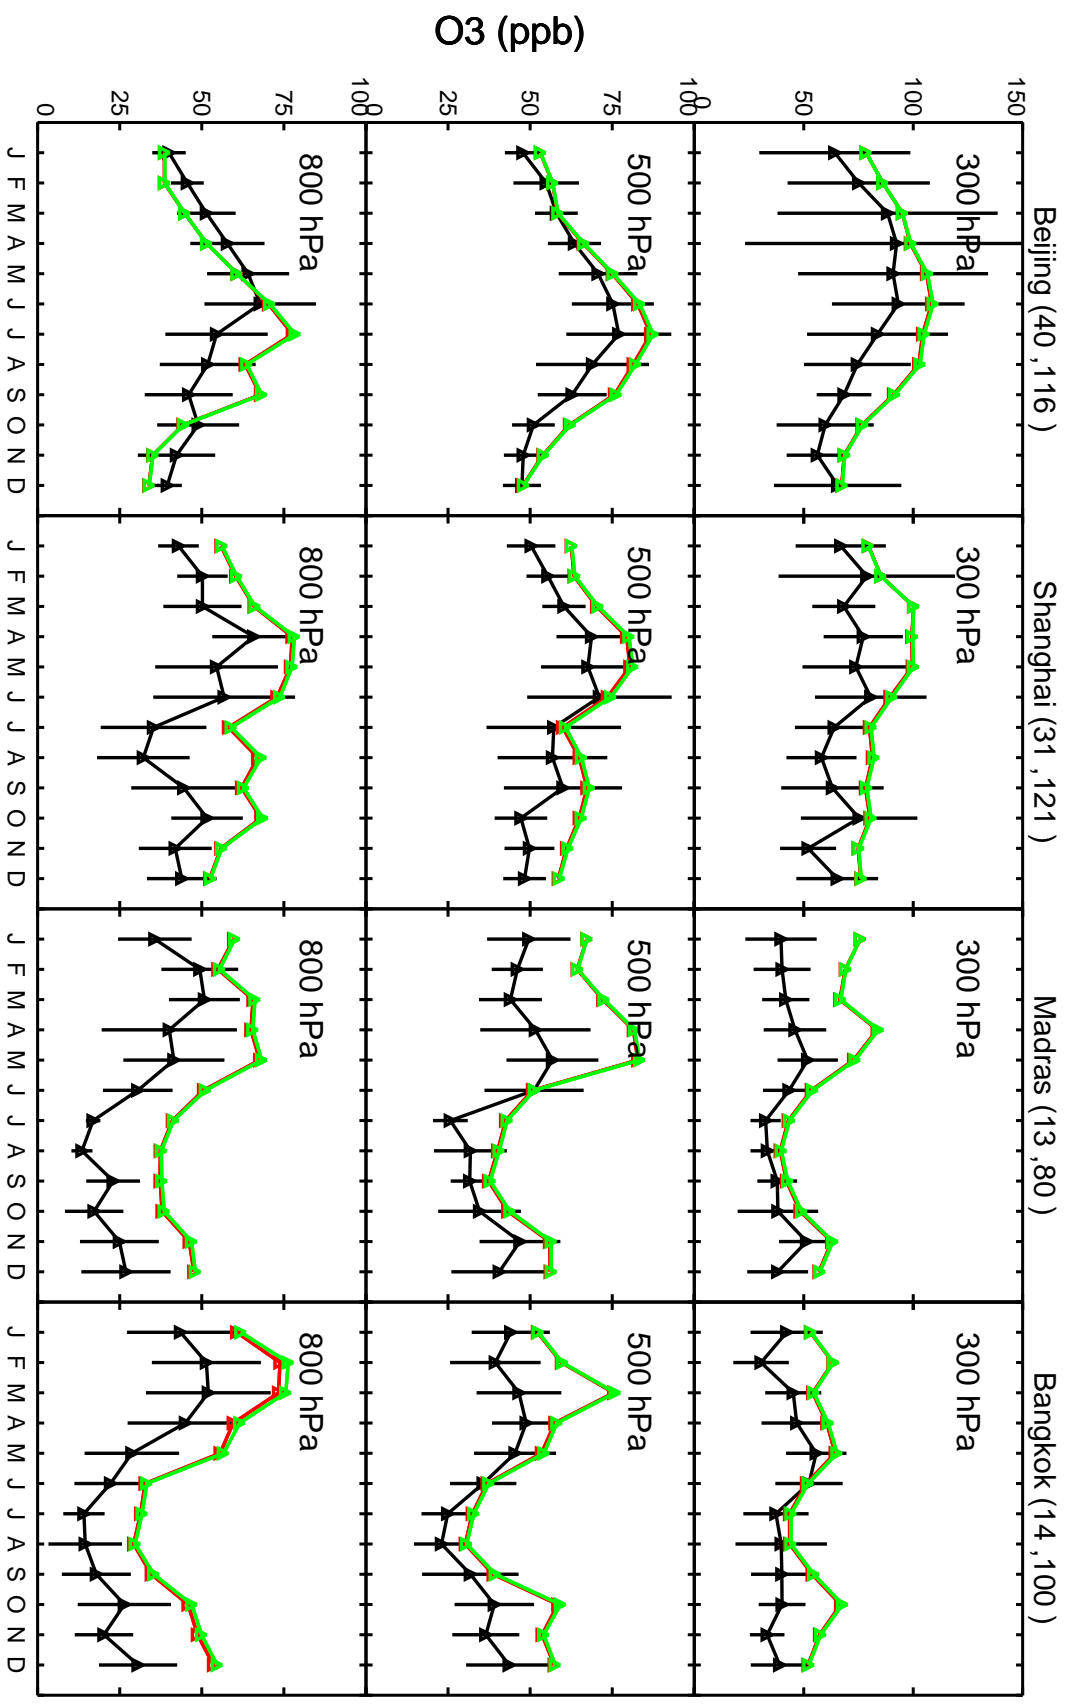 Beijing (40 ,116 )
Shanghai (31 ,121 )
Madras (13 ,80 )
Bangkok (14 ,100 )
O3 (ppb)
150
100
50
0
300 hPa
300 hPa
300 hPa
300 hPa
100
75
50
25
0
500 hPa
500 hPa
500 hPa
500 hPa
100
75
50
25
0
800 hPa
800 hPa
800 hPa
800 hPa
J F M A M J J A S O N D
J F M A M J J A S O N D
J F M A M J J A S O N D
J F M A M J J A S O N D